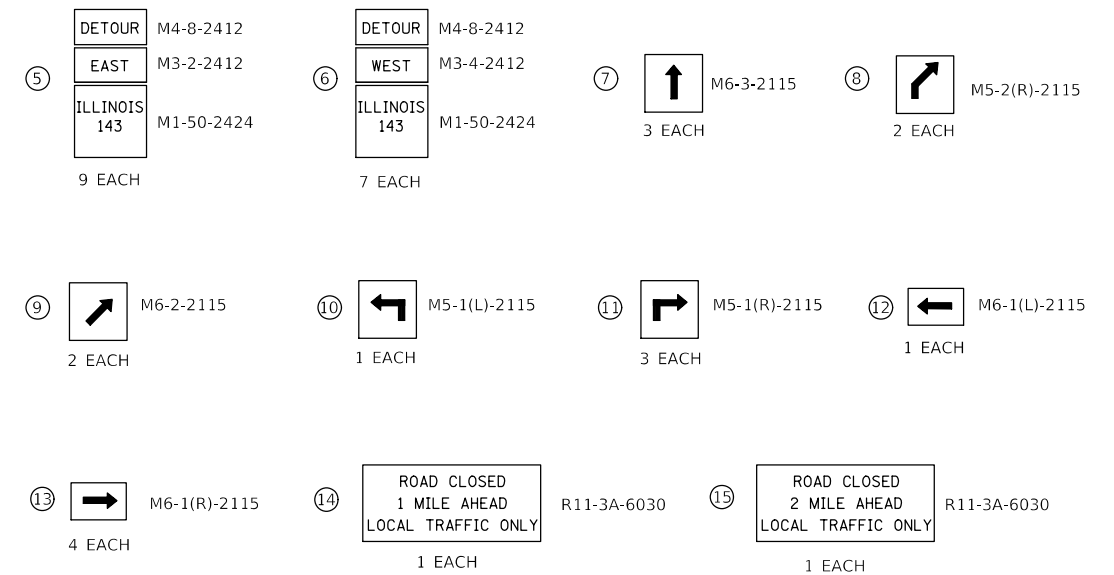 5
DETOUR
M4-8-2412
EAST
M3-2-2412
ILLINOIS
143
M1-50-2424
9 EACH
6
DETOUR
M4-8-2412
WEST
M3-4-2412
ILLINOIS
143
M1-50-2424
7 EACH
7
M6-3-2115
3 EACH
8
M5-2(R)-2115
2 EACH
9
M6-2-2115
2 EACH
10
M5-1(L)-2115
1 EACH
11
M5-1(R)-2115
3 EACH
12
M6-1(L)-2115
1 EACH
13
M6-1(R)-2115
4 EACH
14
ROAD CLOSED
1 MILE AHEAD
LOCAL TRAFFIC ONLY
R11-3A-6030
1 EACH
15
ROAD CLOSED
2 MILE AHEAD
LOCAL TRAFFIC ONLY
R11-3A-6030
1 EACH